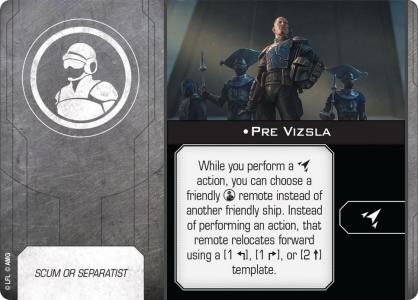 • PRE VIZSLA
While you perform a
action, you can choose a
friendly remote instead of
another friendly ship. Instead
of performing an action, that
remote relocates forward
using a [1 ↰], [1 ↱], or [2 ↑]
template.
SCUM OR SEPARATIST
© LFL © AMG